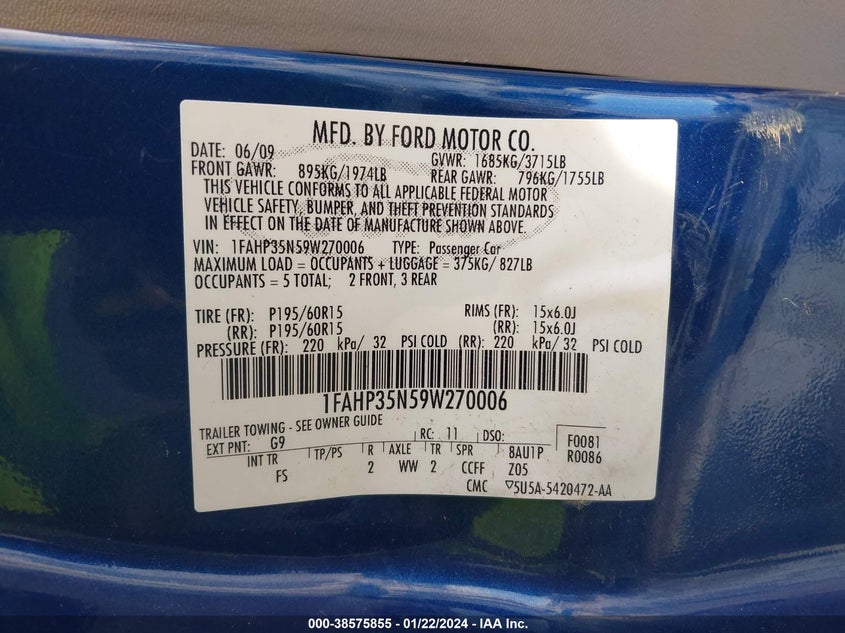 MFD. BY FORD MOTOR CO.
DATE: 06/09 GVWR: 1685KG/3715LB
FRONT GAWR: 895KG/1974LB REAR GAWR: 796KG/1755LB
THIS VEHICLE CONFORMS TO ALL APPLICABLE FEDERAL MOTOR
VEHICLE SAFETY, BUMPER, AND THEFT PREVENTION STANDARDS
IN EFFECT ON THE DATE OF MANUFACTURE SHOWN ABOVE.
VIN: 1FAHP35N59W270006 TYPE: Passenger Car
MAXIMUM LOAD = OCCUPANTS + LUGGAGE = 375KG/ 827LB
OCCUPANTS = 5 TOTAL; 2 FRONT, 3 REAR
TIRE (FR): P195/60R15 RIMS (FR): 15x6.0J
(RR): P195/60R15 (RR): 15x6.0J
PRESSURE (FR): 220 kPa/ 32 PSI COLD (RR): 220 kPa/ 32 PSI COLD
1FAHP35N59W270006
TRAILER TOWING - SEE OWNER GUIDE
EXT PNT: G9 RC: 11 DSO: F0081
INT TR TP/PS R AXLE TR SPR 8AU1P R0086
FS 2 WW 2 CCFF Z05
CMC ▽5U5A-5420472-AA
000-38575855 - 01/22/2024 - IAA Inc.